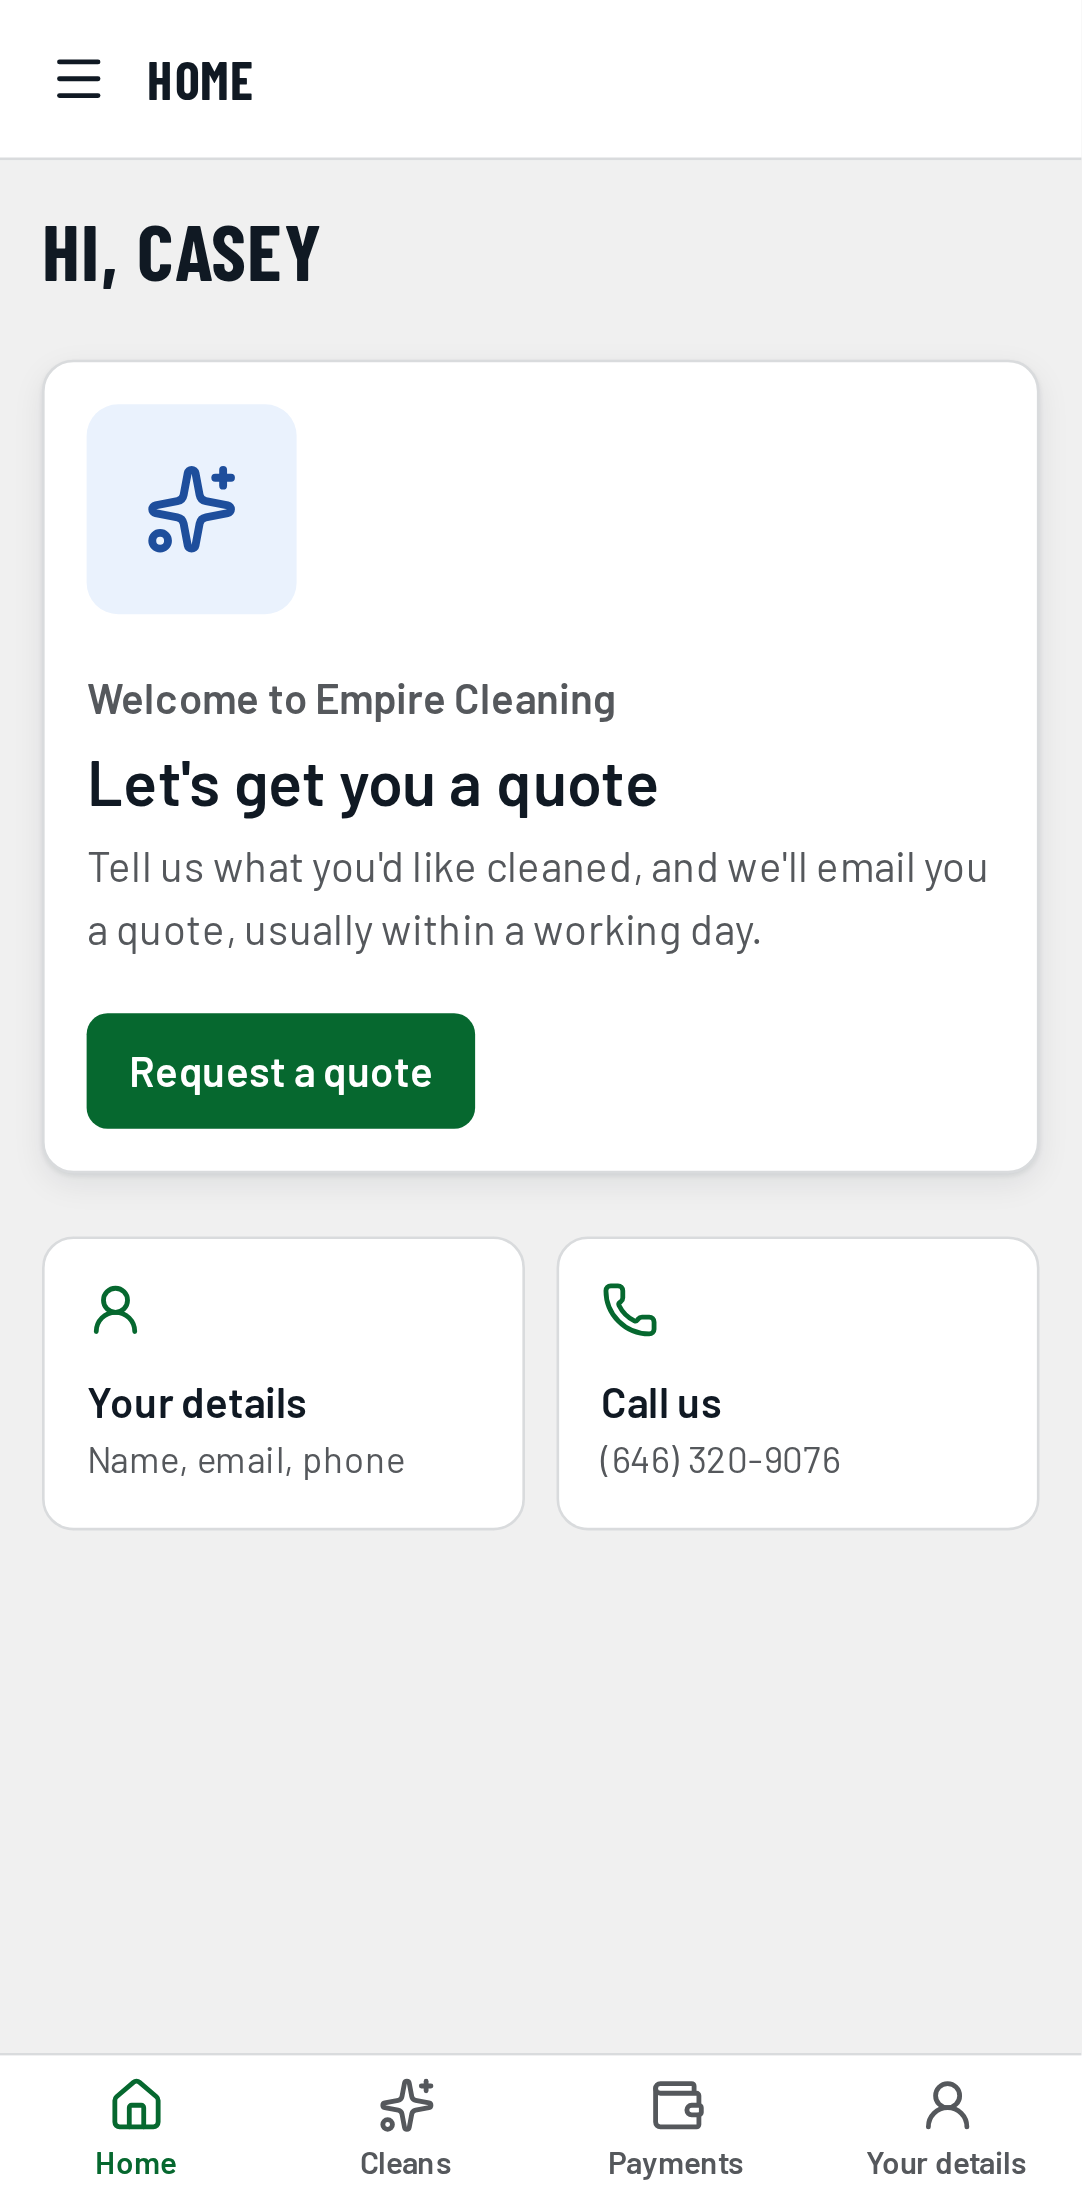 HOME
HI, CASEY
Welcome to Empire Cleaning
Let's get you a quote
Tell us what you'd like cleaned, and we'll email you
a quote, usually within a working day.
Request a quote
Your details
Name, email, phone
Call us
(646) 320-9076
Home
Cleans
Payments
Your details